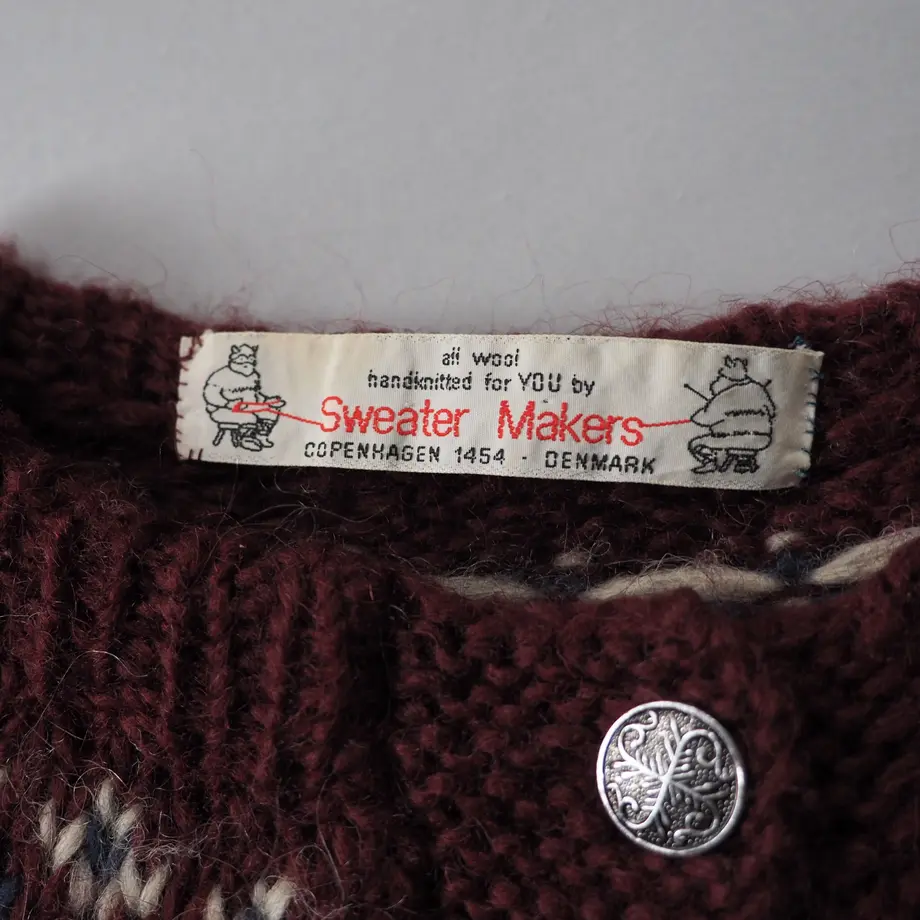 all wool
handknitted for YOU by
Sweater Makers
COPENHAGEN 1454 - DENMARK